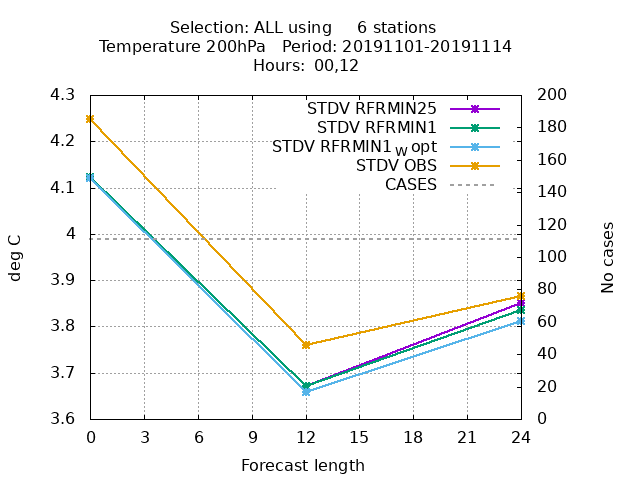 Selection: ALL using     6 stations
Temperature 200hPa   Period: 20191101-20191114
Hours:  00,12
4.3
4.2
4.1
4
3.9
3.8
3.7
3.6
deg C
STDV RFRMIN25
STDV RFRMIN1
STDV RFRMIN1wopt
STDV OBS
CASES
200
180
160
140
120
100
80
60
40
20
0
No cases
0 3 6 9 12 15 18 21 24
Forecast length